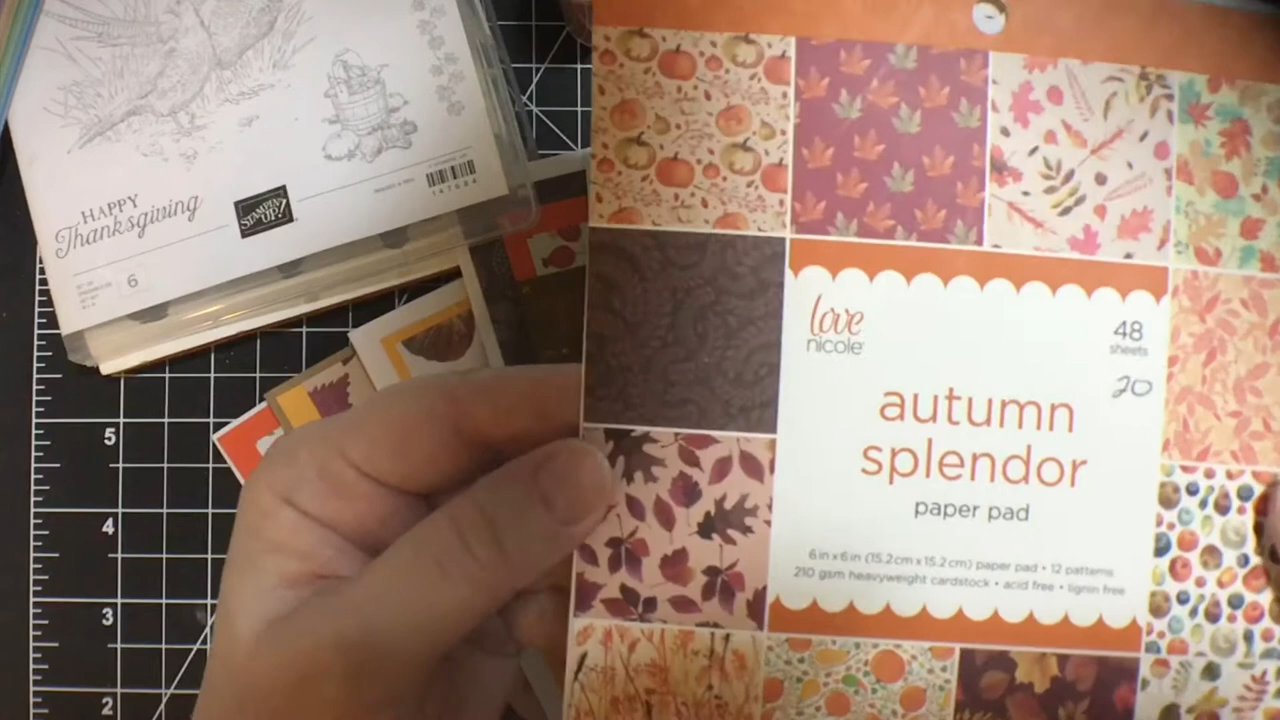 HAPPY
Thanksgiving
STAMPIN'
UP!
6
147684
5
4
3
2
love
nicole
48
sheets
20
autumn
splendor
paper pad
6 in x 6 in (15.2 cm x 15.2 cm) paper pad • 12 patterns
210 gsm heavyweight cardstock • acid free • lignin free